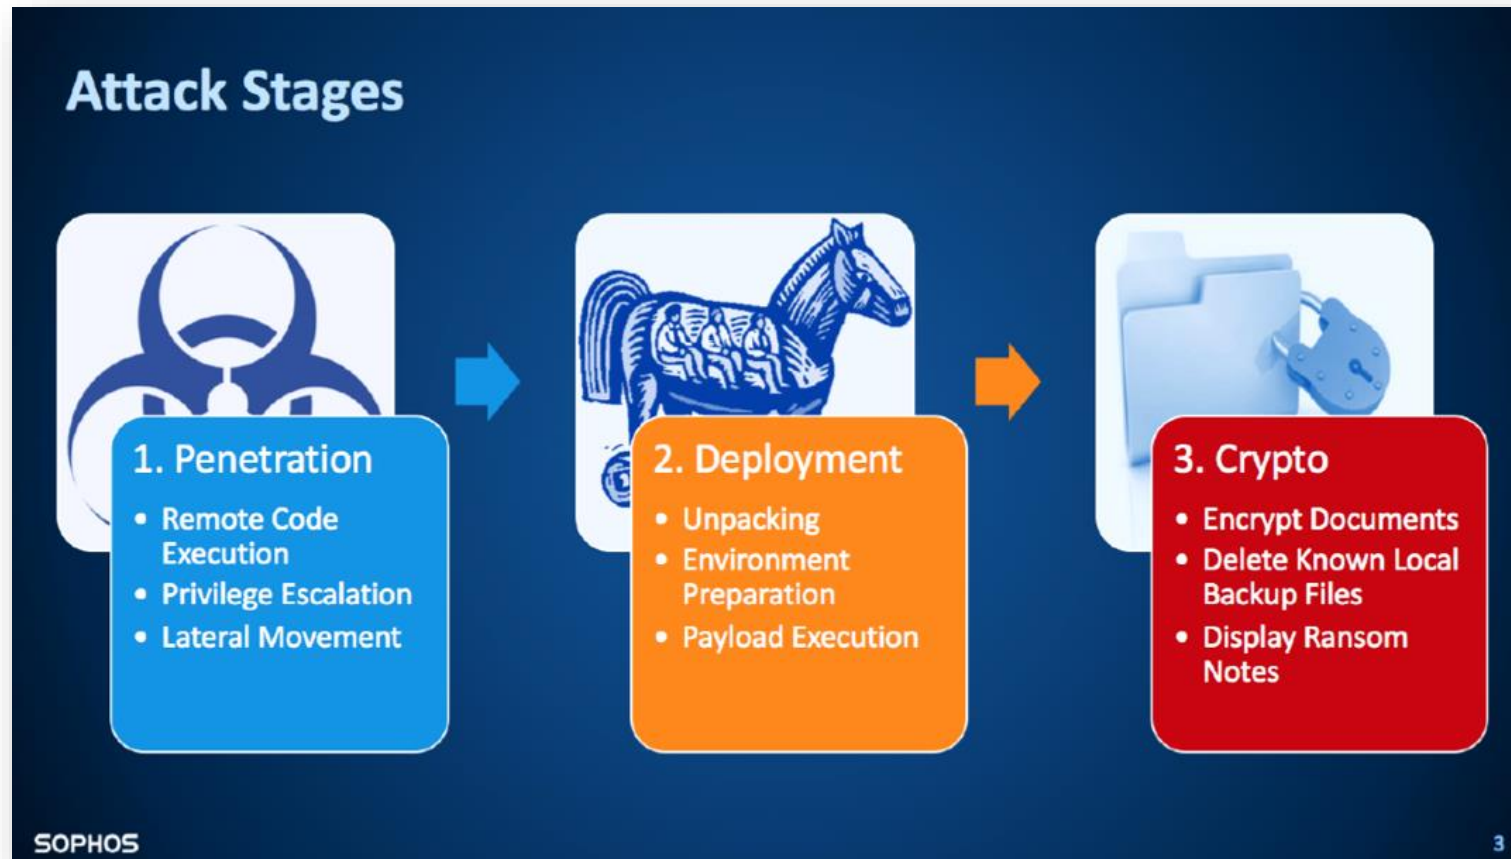 Attack Stages
1. Penetration
• Remote Code
Execution
• Privilege Escalation
• Lateral Movement
2. Deployment
• Unpacking
• Environment
Preparation
• Payload Execution
3. Crypto
• Encrypt Documents
• Delete Known Local
Backup Files
• Display Ransom
Notes
SOPHOS
3